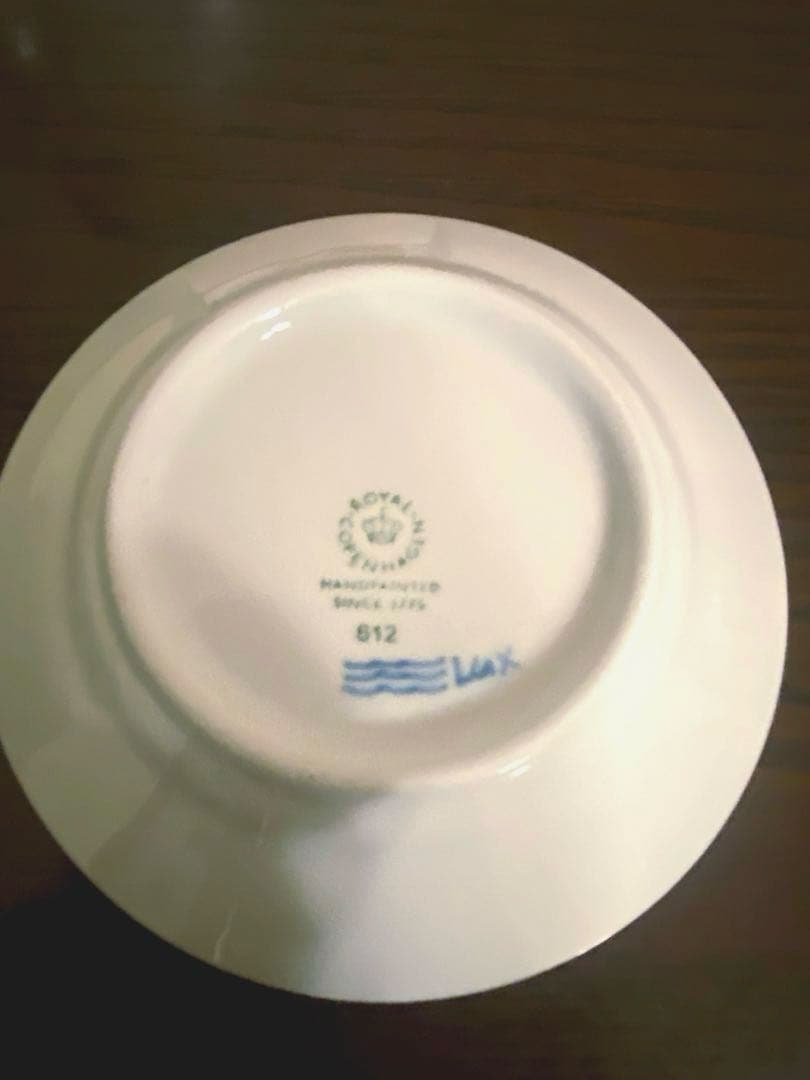 ROYAL COPENHAGEN
HANDPAINTED
SINCE 1775
612